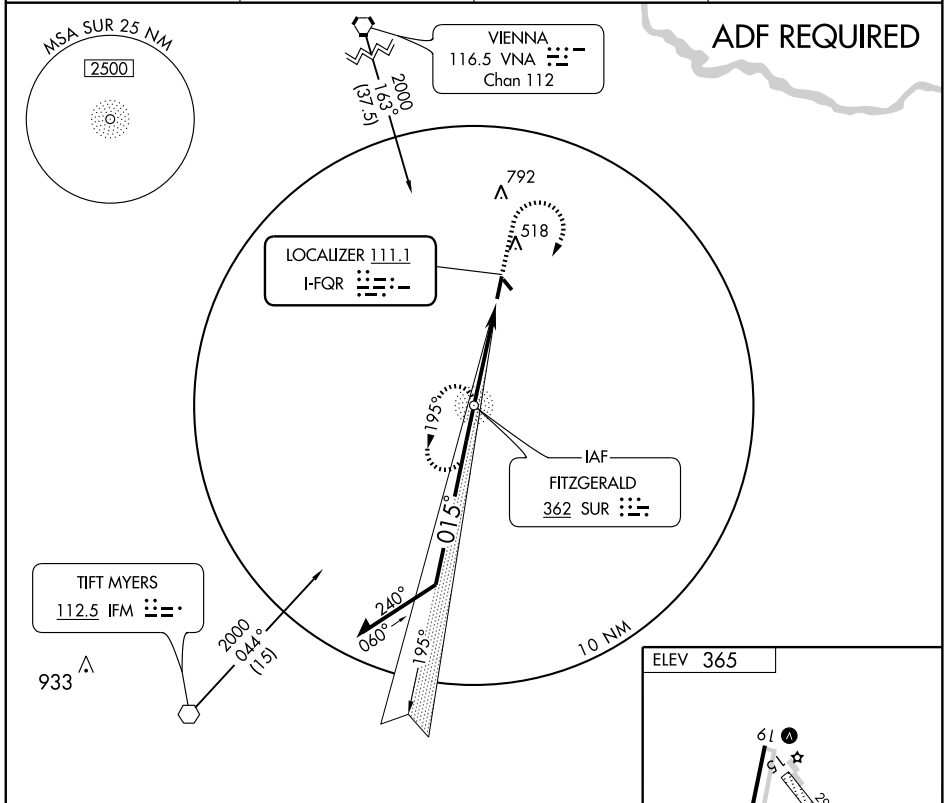 MSA SUR 25 NM
2500
VIENNA
116.5 VNA
Chan 112
ADF REQUIRED
2000
163°
(37.5)
792
518
LOCALIZER 111.1
I-FQR
195°
IAF
FITZGERALD
362 SUR
015°
TIFT MYERS
112.5 IFM
240°
060°
195°
2000
044°
(15)
10 NM
933
ELEV 365
19
A
15